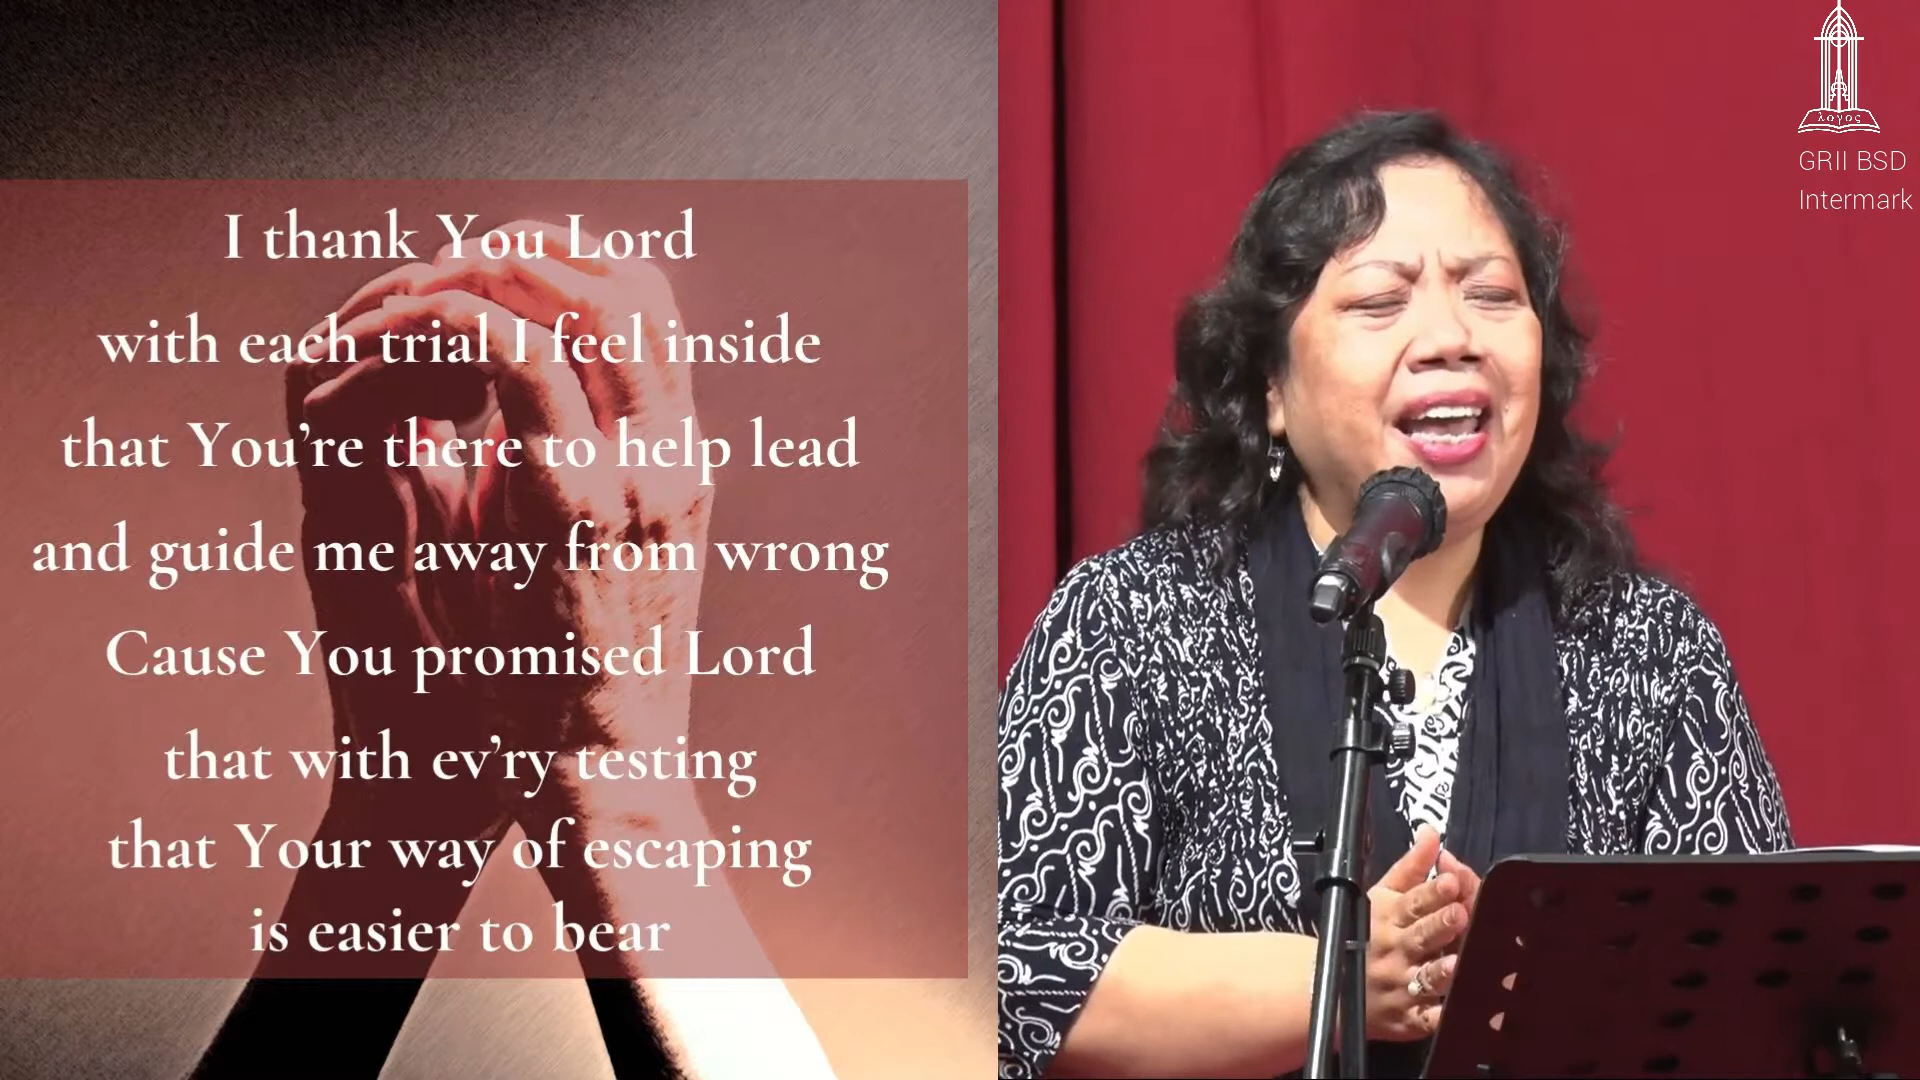 I thank You Lord
with each trial I feel inside
that You’re there to help lead
and guide me away from wrong
Cause You promised Lord
that with ev’ry testing
that Your way of escaping
is easier to bear
λογος
GRII BSD
Intermark